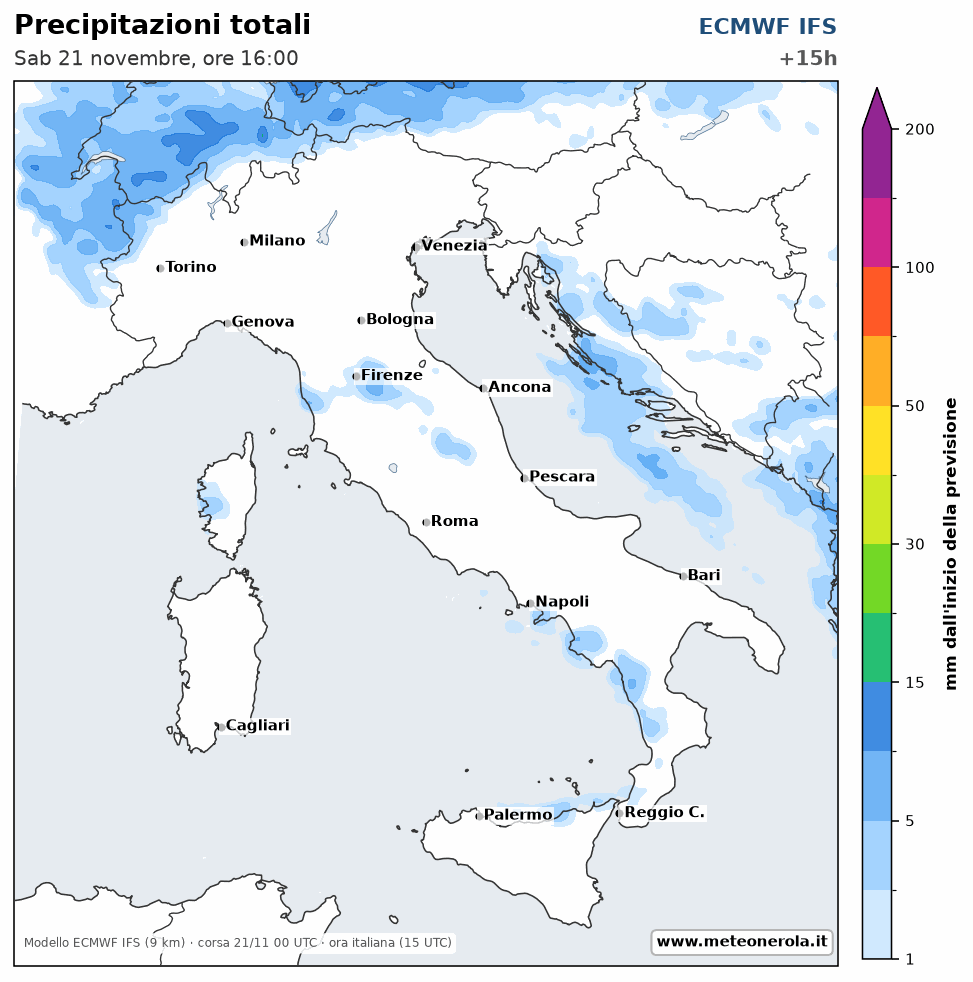 Precipitazioni totali
ECMWF IFS
Sab 21 novembre, ore 16:00
+15h
Milano
Venezia
Torino
Genova
Bologna
Firenze
Ancona
Pescara
Roma
Bari
Napoli
Cagliari
Palermo
Reggio C.
200
100
50
30
15
5
1
mm dall'inizio della previsione
Modello ECMWF IFS (9 km) · corsa 21/11 00 UTC · ora italiana (15 UTC)
www.meteonerola.it